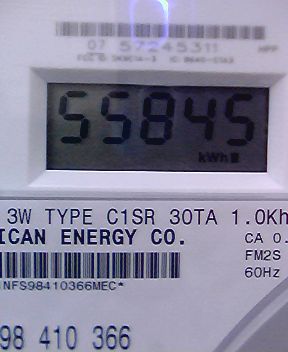 07 57245311
55845
kWh
3W TYPE C1SR 30TA 1.0Kh
ICAN ENERGY CO. CA 0.
FM2S
NFS98410366MEC* 60Hz
98 410 366